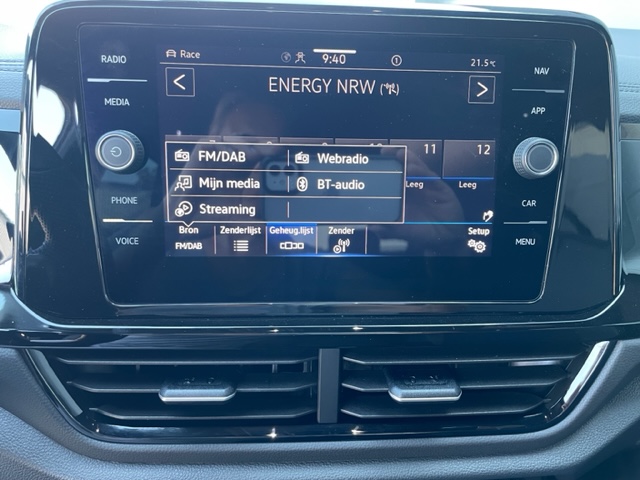 RADIO
MEDIA
PHONE
VOICE
Race
9:40
21.5°C
ENERGY NRW
11
12
FM/DAB
Webradio
Mijn media
BT-audio
Streaming
Leeg
Leeg
Bron
Zenderlijst
Geheug.lijst
Zender
Setup
FM/DAB
NAV
APP
CAR
MENU